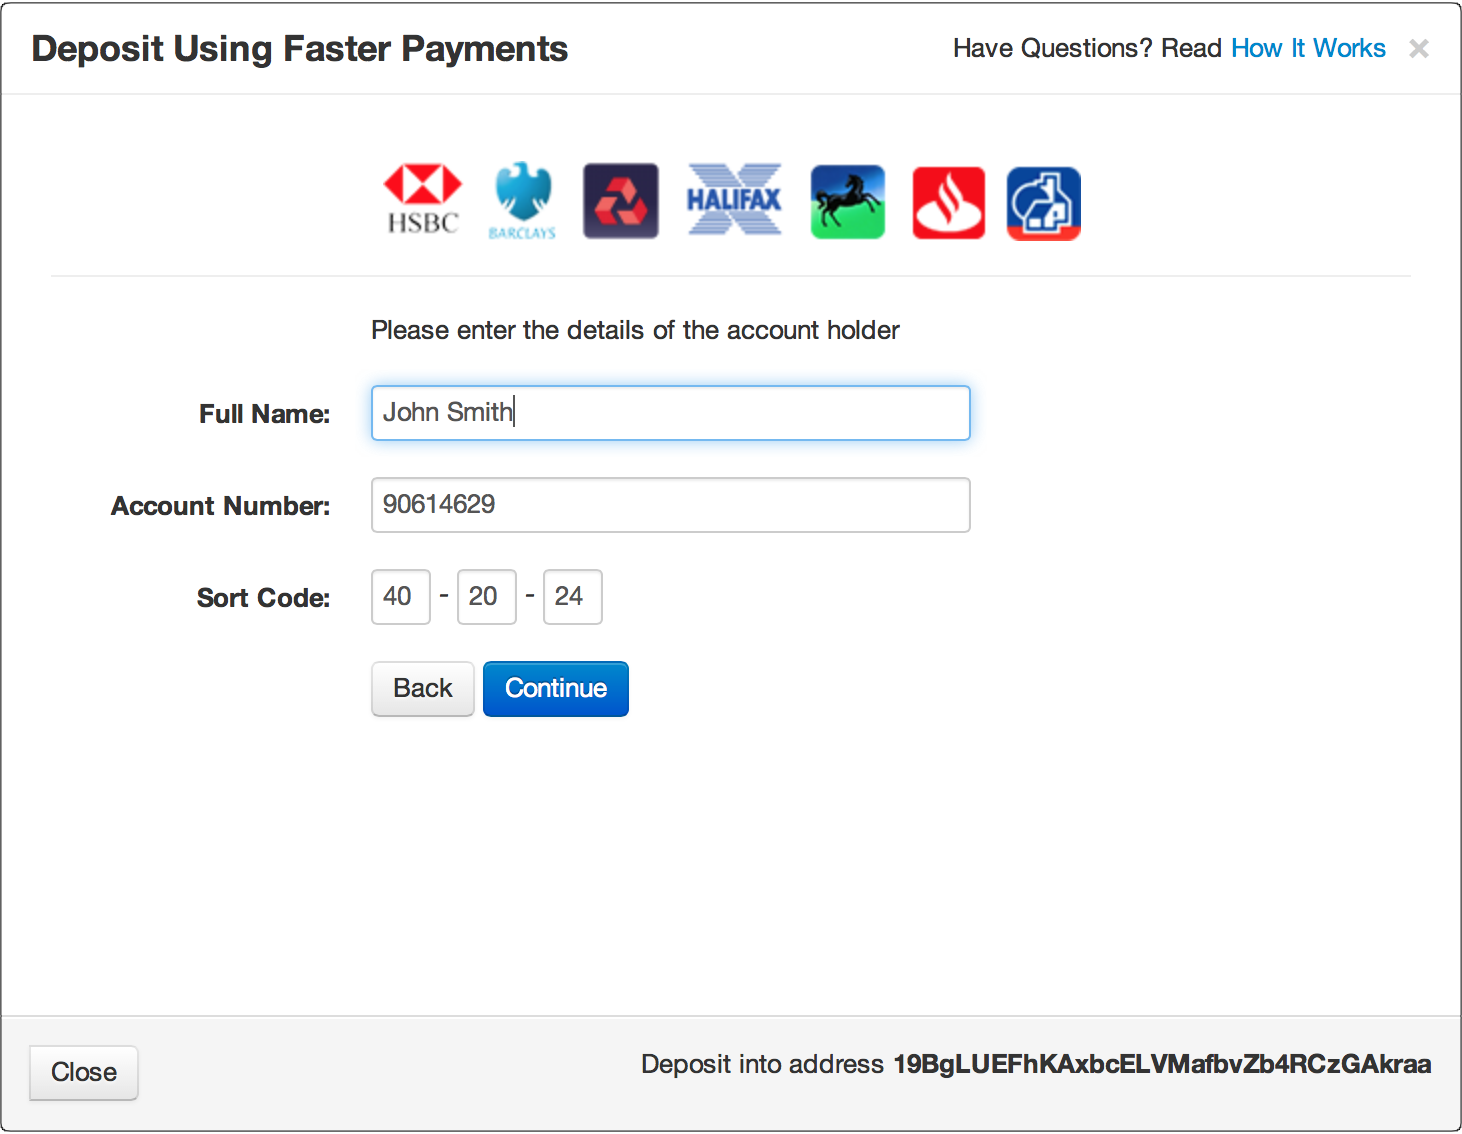 Deposit Using Faster Payments
Have Questions? Read How It Works ×
HSBC
BARCLAYS
HALIFAX
Please enter the details of the account holder
Full Name: John Smith
Account Number: 90614629
Sort Code: 40 - 20 - 24
Back Continue
Close
Deposit into address 19BgLUEFhKAxbcELVMafbvZb4RCzGAkraa